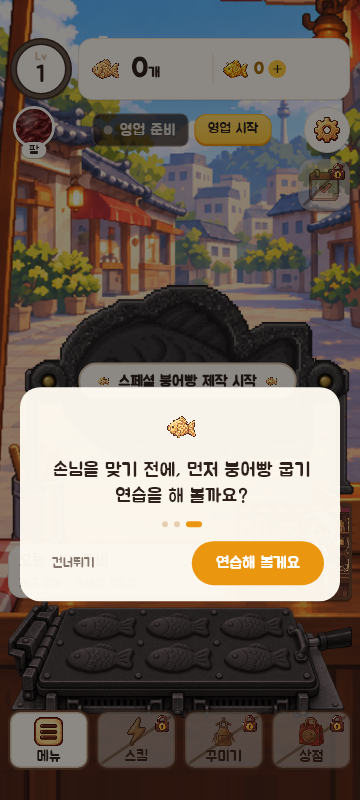 Lv
1
0개
0
팥
영업 준비
영업 시작
스페셜 붕어빵 제작 시작
손님을 맞기 전에, 먼저 붕어빵 굽기
연습을 해 볼까요?
건너뛰기
연습해 볼게요
메뉴
스킬
꾸미기
상점